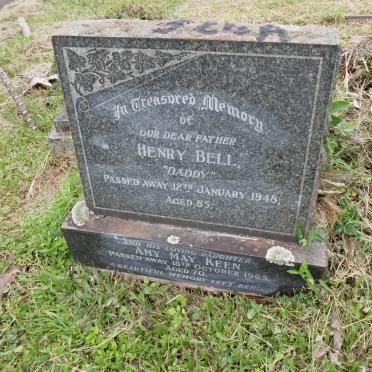 In Treasured Memory
OF
OUR DEAR FATHER
HENRY BELL
"DADDY"
PASSED AWAY 12TH JANUARY 1948
AGED 85.
AND HIS LOVING DAUGHTER
AMY MAY KEEN
PASSED AWAY 18TH OCTOBER 1965
AGED 70.
A BEAUTIFUL MEMORY LEFT